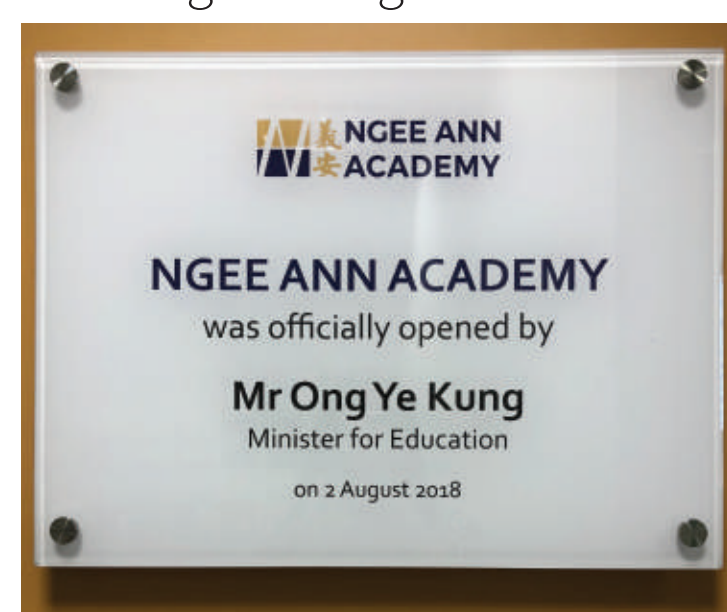 義 NGEE ANN
安 ACADEMY
NGEE ANN ACADEMY
was officially opened by
Mr Ong Ye Kung
Minister for Education
on 2 August 2018